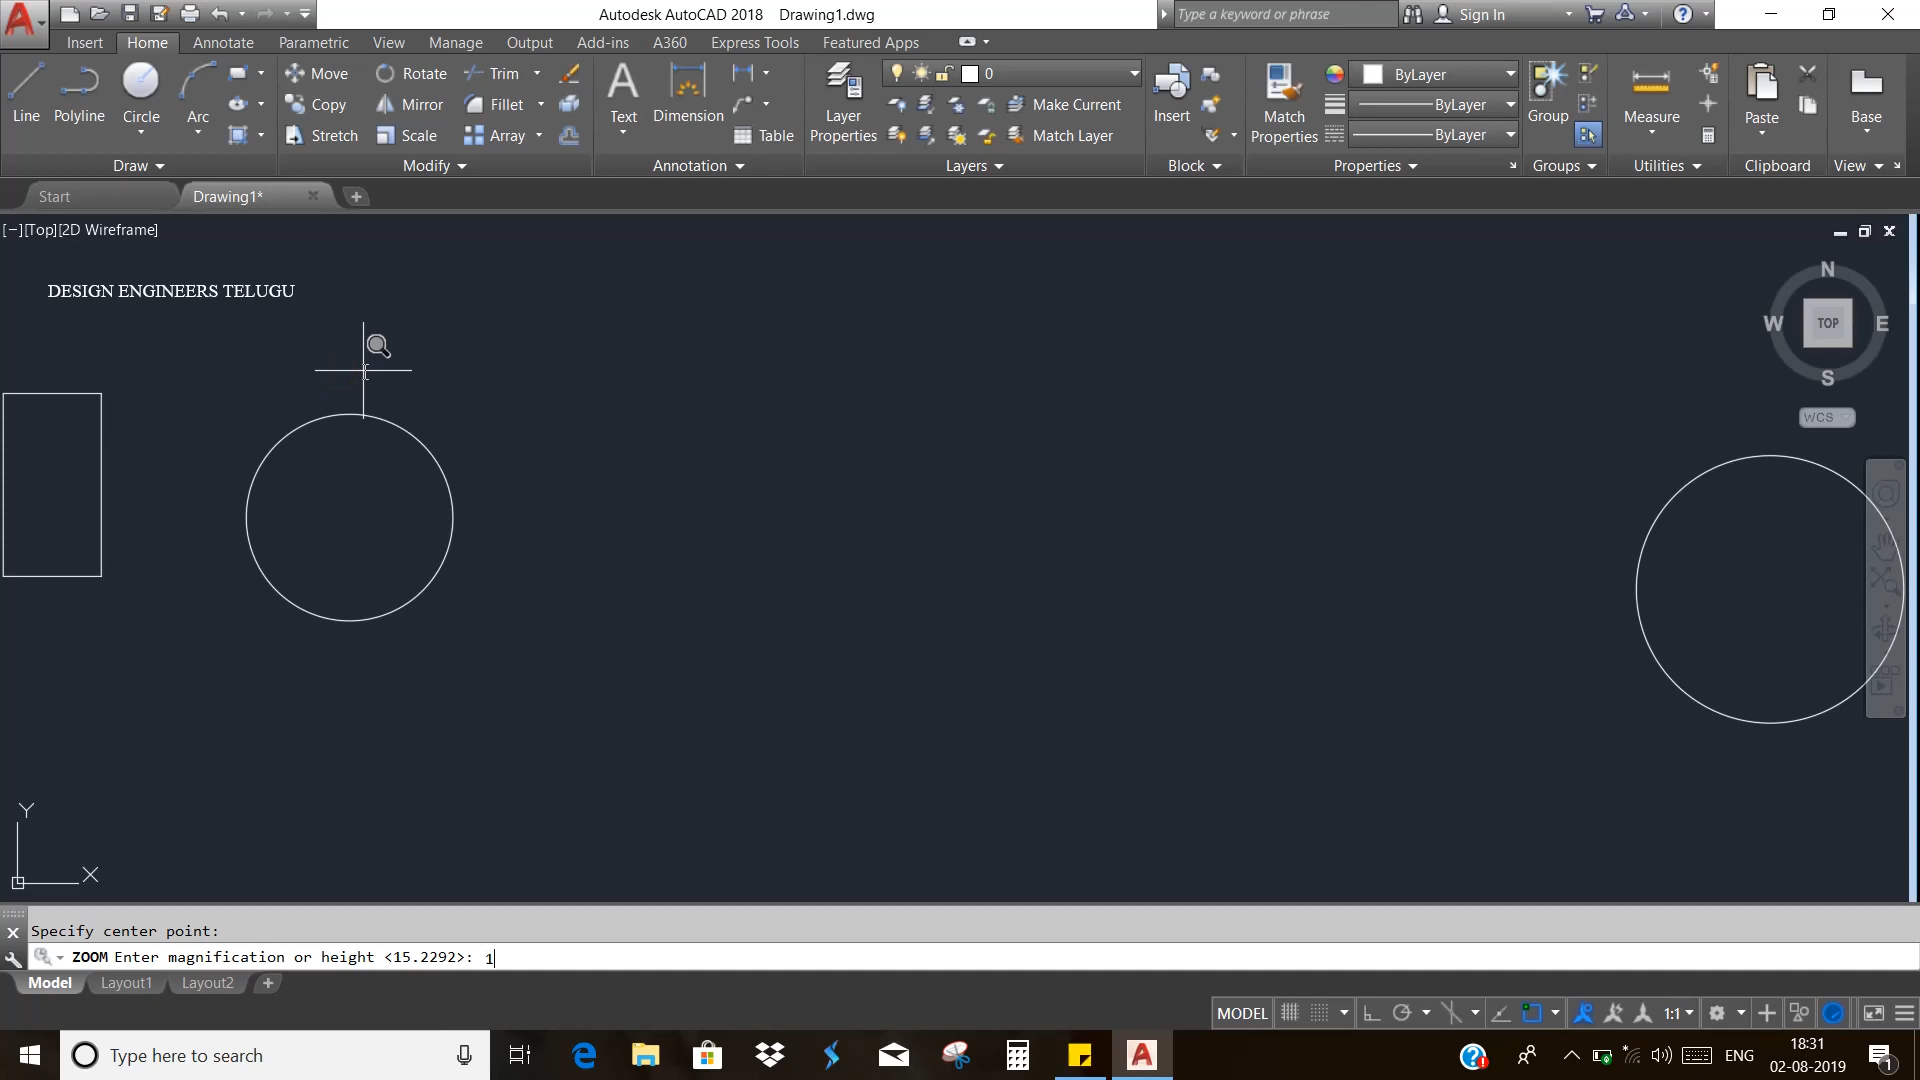 Autodesk AutoCAD 2018 Drawing1.dwg
Type a keyword or phrase
Sign In
Insert Home Annotate Parametric View Manage Output Add-ins A360 Express Tools Featured Apps
Line Polyline Circle Arc
Draw
Move Rotate Trim
Copy Mirror Fillet
Stretch Scale Array
Modify
Text Dimension Table
Annotation
Layer Properties
0
Make Current
Match Layer
Layers
Insert
Block
Match Properties
ByLayer
ByLayer
ByLayer
Properties
Group
Groups
Measure
Utilities
Paste
Clipboard
Base
View
Start Drawing1*
[−][Top][2D Wireframe]
DESIGN ENGINEERS TELUGU
N
W TOP E
S
WCS
Y
X
Specify center point:
ZOOM Enter magnification or height <15.2292>: 1
Model Layout1 Layout2
MODEL 1:1
Type here to search
ENG
18:31
02-08-2019
1